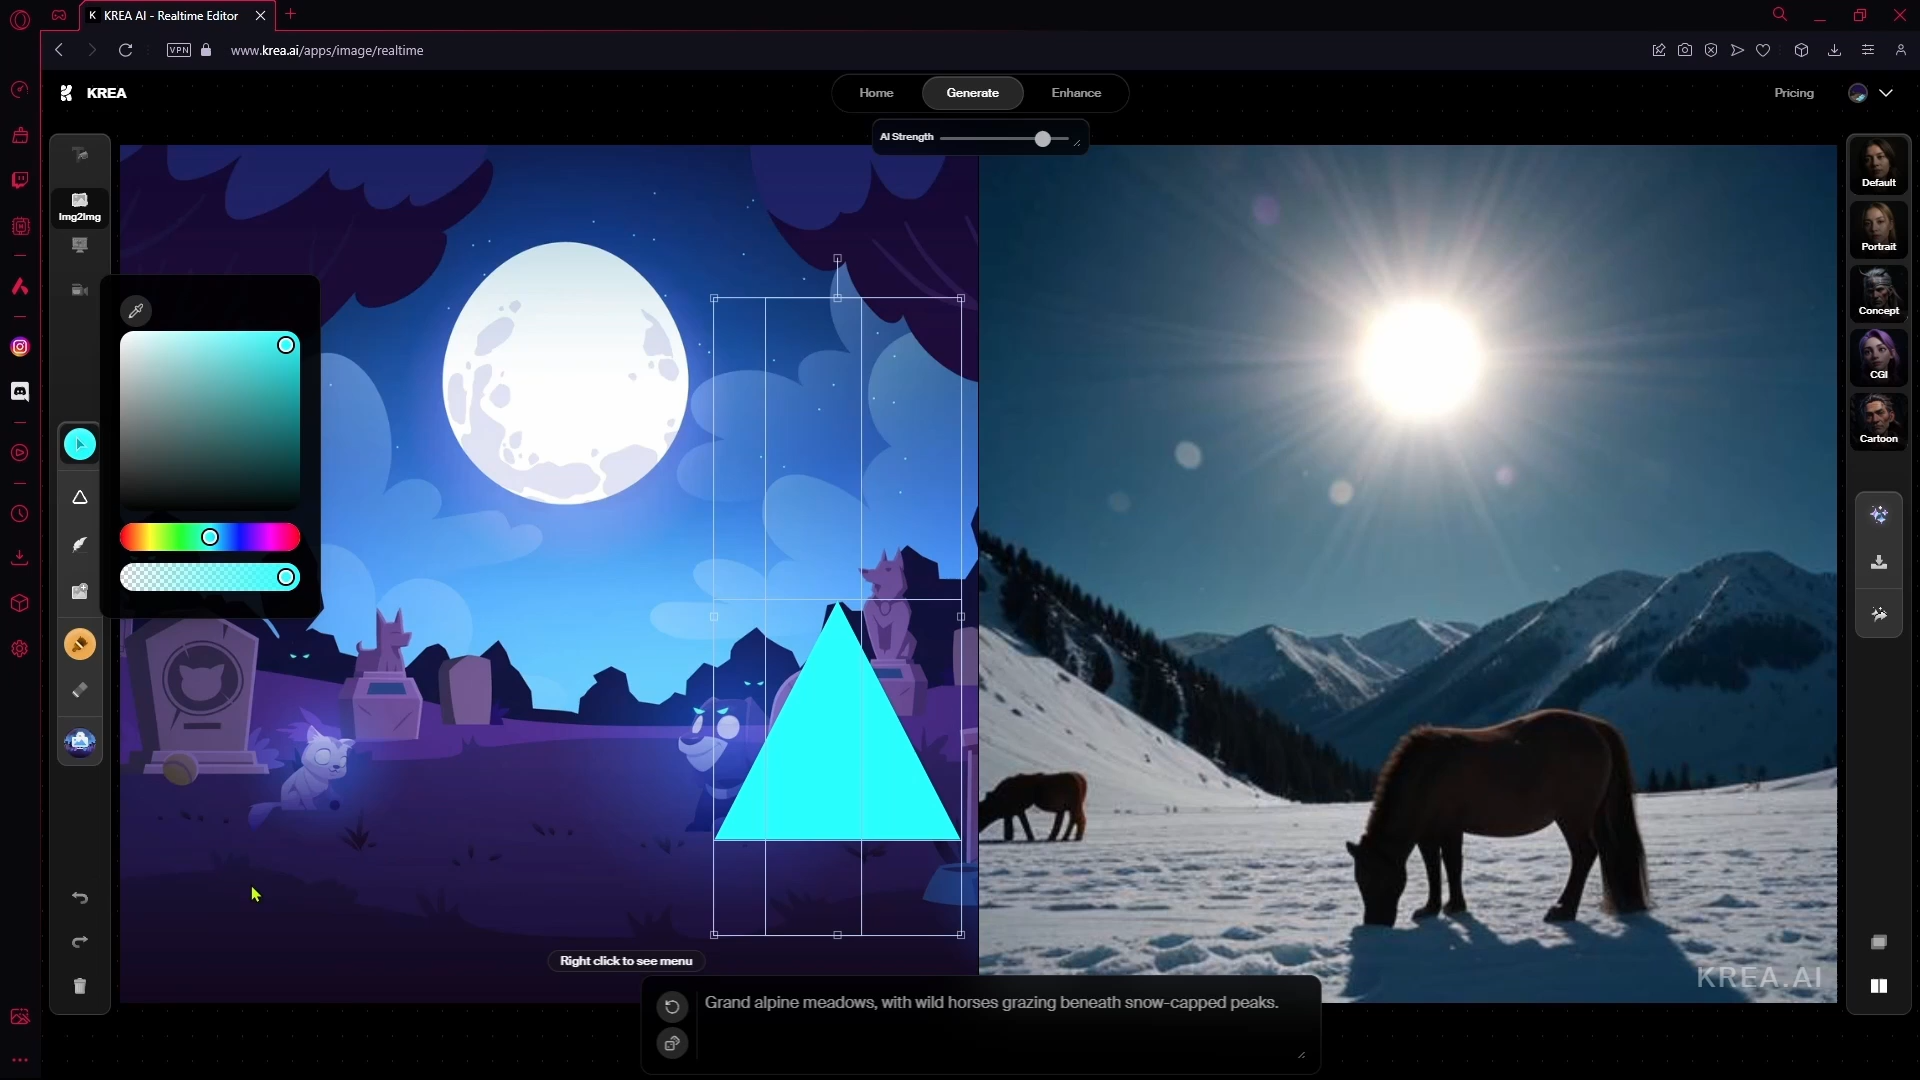 K KREA AI - Realtime Editor
VPN
www.krea.ai/apps/image/realtime
KREA
Home
Generate
Enhance
Pricing
AI Strength
Img2Img
Default
Portrait
Concept
CGI
Cartoon
Right click to see menu
KREA.AI
Grand alpine meadows, with wild horses grazing beneath snow-capped peaks.